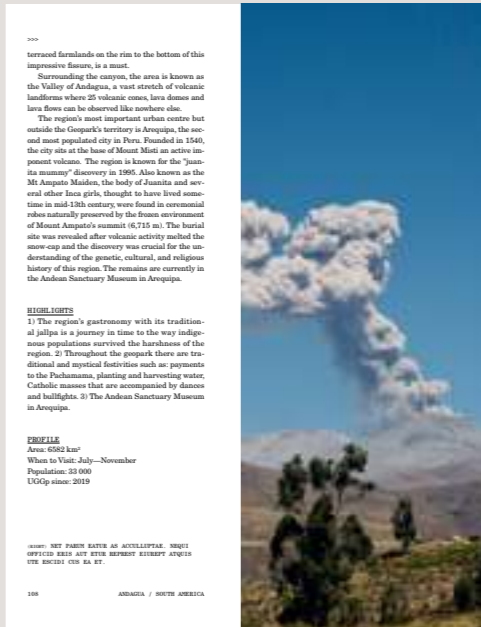 >>>
terraced farmlands on the rim to the bottom of this
impressive fissure, is a must.
Surrounding the canyon, the area is known as
the Valley of Andagua, a vast stretch of volcanic
landforms where 25 volcanic cones, lava domes and
lava flows can be observed like nowhere else.
The region's most important urban centre but
outside the Geopark's territory is Arequipa, the sec-
ond most populated city in Peru. Founded in 1540,
the city sits at the base of Mount Misti an active im-
ponent volcano. The region is known for the "juan-
ita mummy" discovery in 1995. Also known as the
Mt Ampato Maiden, the body of Juanita and sev-
eral other Inca girls, thought to have lived some-
time in mid-13th century, were found in ceremonial
robes naturally preserved by the frozen environment
of Mount Ampato's summit (6,715 m). The burial
site was revealed after volcanic activity melted the
snow-cap and the discovery was crucial for the un-
derstanding of the genetic, cultural, and religious
history of this region. The remains are currently in
the Andean Sanctuary Museum in Arequipa.
HIGHLIGHTS
1) The region's gastronomy with its tradition-
al jallpa is a journey in time to the way indige-
nous populations survived the harshness of the
region. 2) Throughout the geopark there are tra-
ditional and mystical festivities such as: payments
to the Pachamama, planting and harvesting water,
Catholic masses that are accompanied by dances
and bullfights. 3) The Andean Sanctuary Museum
in Arequipa.
PROFILE
Area: 6582 km²
When to Visit: July—November
Population: 33 000
UGGp since: 2019
(RIGHT) NET PARUM EATUR AS ACCULLUPTAE. NEQUI
OFFICID ERIS AUT ETUR REPREST EIUREPT ATQUIS
UTE ESCIDI CUS EA ET.
108 ANDAGUA / SOUTH AMERICA